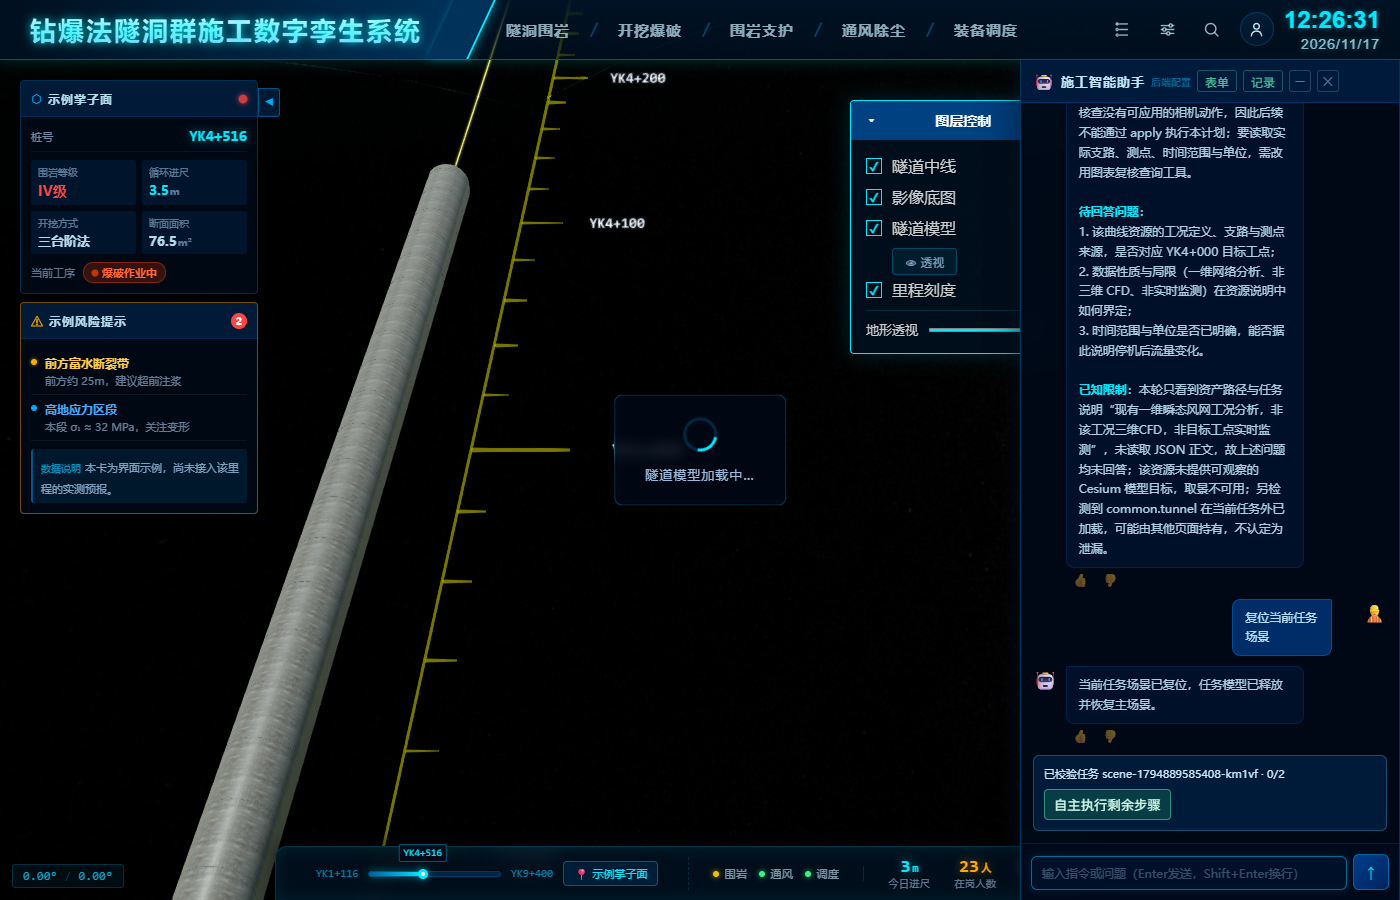 钻爆法隧洞群施工数字孪生系统
隧洞围岩 / 开挖爆破 / 围岩支护 / 通风除尘 / 装备调度
12:26:31
2026/11/17
示例掌子面
桩号 YK4+516
围岩等级 循环进尺
IV级 3.5m
开挖方式 断面面积
三台阶法 76.5m²
当前工序 爆破作业中
示例风险提示 2
前方富水断裂带
前方约 25m，建议超前注浆
高地应力区段
本段 σ₁ ≈ 32 MPa，关注变形
数据说明 本卡为界面示例，尚未接入该里
程的实测预报。
YK4+200
YK4+100
图层控制
隧道中线
影像底图
隧道模型
透视
里程刻度
地形透视
隧道模型加载中...
0.00° / 0.00°
YK4+516
YK1+116 YK9+400
示例掌子面
围岩 通风 调度
3m
今日进尺
23人
在岗人数
施工智能助手 后端配置 表单 记录
核查没有可应用的相机动作，因此后续
不能通过 apply 执行本计划；要读取实
际支路、测点、时间范围与单位，需改
用图表复核查询工具。
待回答问题：
1. 该曲线资源的工况定义、支路与测点
来源，是否对应 YK4+000 目标工点；
2. 数据性质与局限（一维网络分析、非
三维 CFD、非实时监测）在资源说明中
如何界定；
3. 时间范围与单位是否已明确，能否据
此说明停机后流量变化。
已知限制：本轮只看到资产路径与任务
说明“现有一维瞬态风网工况分析，非
该工况三维CFD，非目标工点实时监
测”，未读取 JSON 正文，故上述问题
均未回答；该资源未提供可观察的
Cesium 模型目标，取景不可用；另检
测到 common.tunnel 在当前任务外已
加载，可能由其他页面持有，不认定为
泄漏。
复位当前任务
场景
当前任务场景已复位，任务模型已释放
并恢复主场景。
已校验任务 scene-1794889585408-km1vf · 0/2
自主执行剩余步骤
输入指令或问题（Enter发送，Shift+Enter换行）